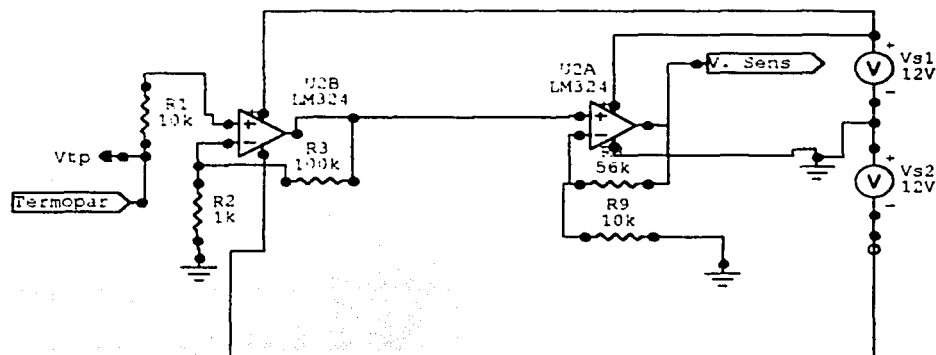 U2B
LM324
R1
10k
Vtp
Termopar
R2
1k
R3
100k
U2A
LM324
V. Sens
56k
R9
10k
Vs1
12V
V
Vs2
12V
V